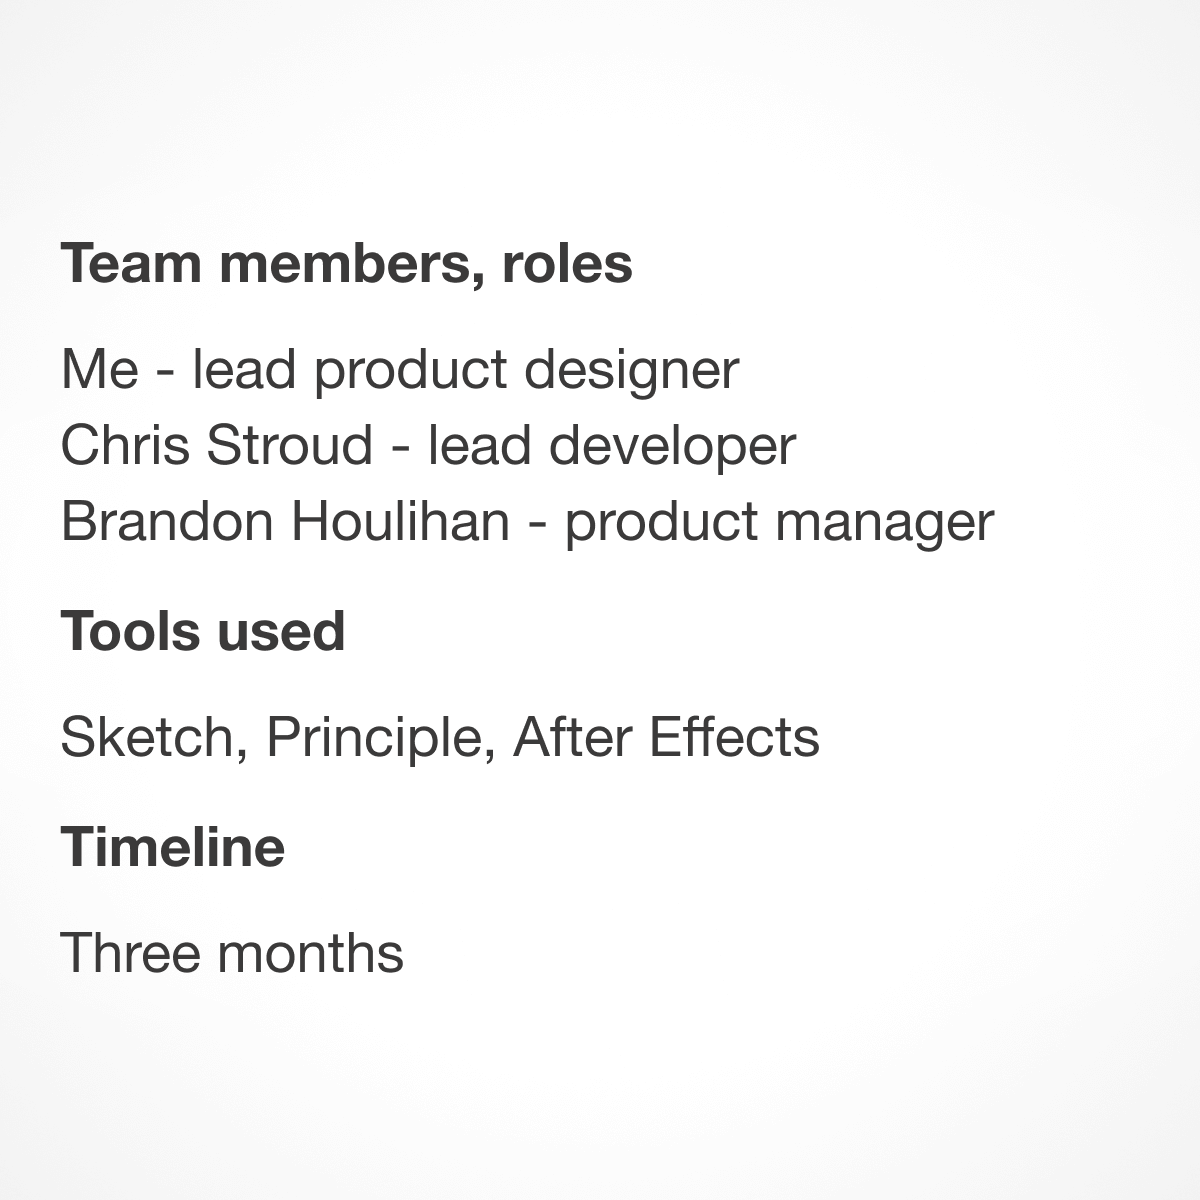 Team members, roles
Me - lead product designer
Chris Stroud - lead developer
Brandon Houlihan - product manager
Tools used
Sketch, Principle, After Effects
Timeline
Three months